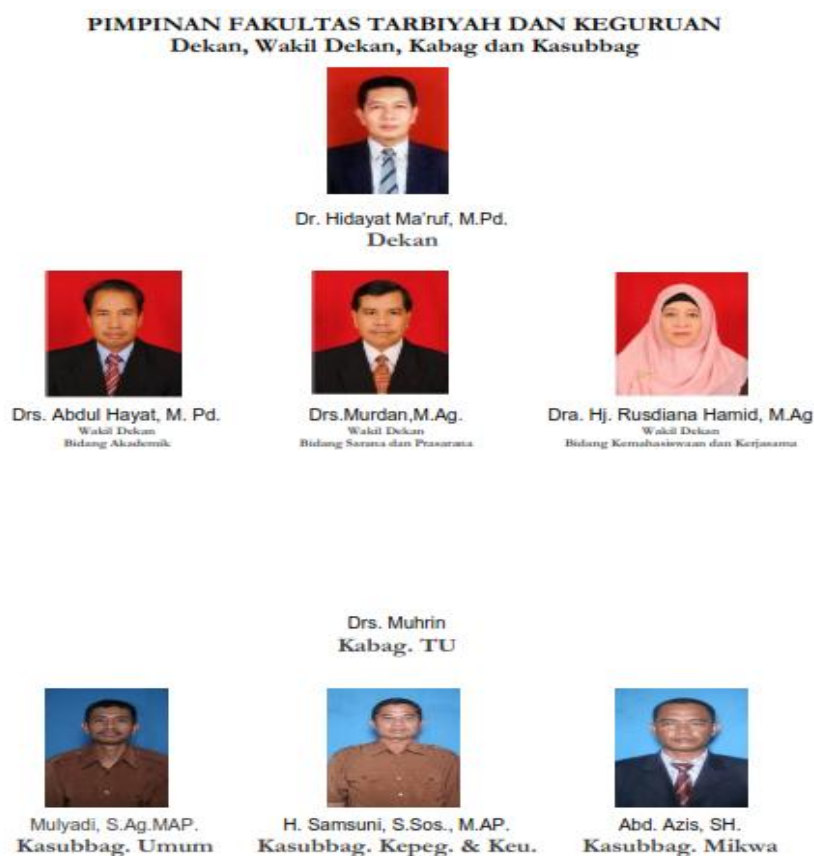 PIMPINAN FAKULTAS TARBIYAH DAN KEGURUAN
Dekan, Wakil Dekan, Kabag dan Kasubbag
Dr. Hidayat Ma'ruf, M.Pd.
Dekan
Drs. Abdul Hayat, M. Pd.
Wakil Dekan
Bidang Akademik
Drs.Murdan,M.Ag.
Wakil Dekan
Bidang Sarana dan Prasarana
Dra. Hj. Rusdiana Hamid, M.Ag
Wakil Dekan
Bidang Kemahasiswaan dan Kerjasama
Drs. Muhrin
Kabag. TU
Mulyadi, S.Ag.MAP.
Kasubbag. Umum
H. Samsuni, S.Sos., M.AP.
Kasubbag. Kepeg. & Keu.
Abd. Azis, SH.
Kasubbag. Mikwa